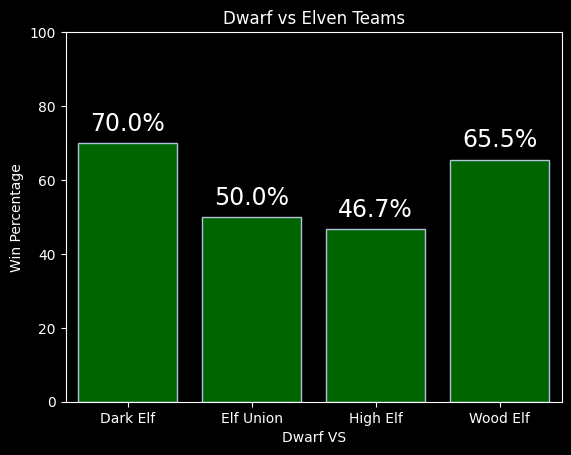 Dwarf vs Elven Teams
100
80
60
40
20
0
Win Percentage
70.0%
50.0%
46.7%
65.5%
Dark Elf
Elf Union
High Elf
Wood Elf
Dwarf VS